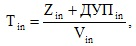 T_in = (Z_in + ДУП_in) / V_in ,